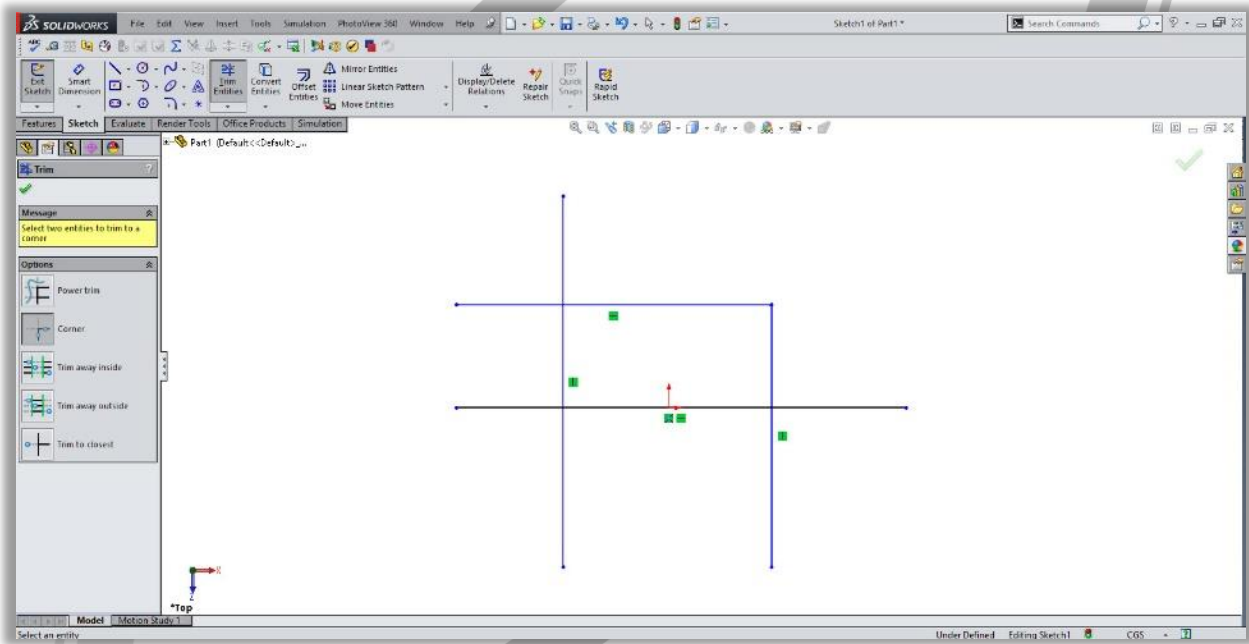 SOLIDWORKS File Edit View Insert Tools Simulation PhotoView 360 Window Help Sketch1 of Part1 * Search Commands
Exit Sketch
Smart Dimension
Trim Entities
Convert Entities
Offset Entities
Mirror Entities
Linear Sketch Pattern
Move Entities
Display/Delete Relations
Repair Sketch
Quick Snaps
Rapid Sketch
Features Sketch Evaluate Render Tools Office Products Simulation
Part1 (Default<<Default>_...
Trim ?
Message
Select two entities to trim to a
corner
Options
Power trim
Corner
Trim away inside
Trim away outside
Trim to closest
X
Z
*Top
Model Motion Study 1
Select an entity Under Defined Editing Sketch1 CGS